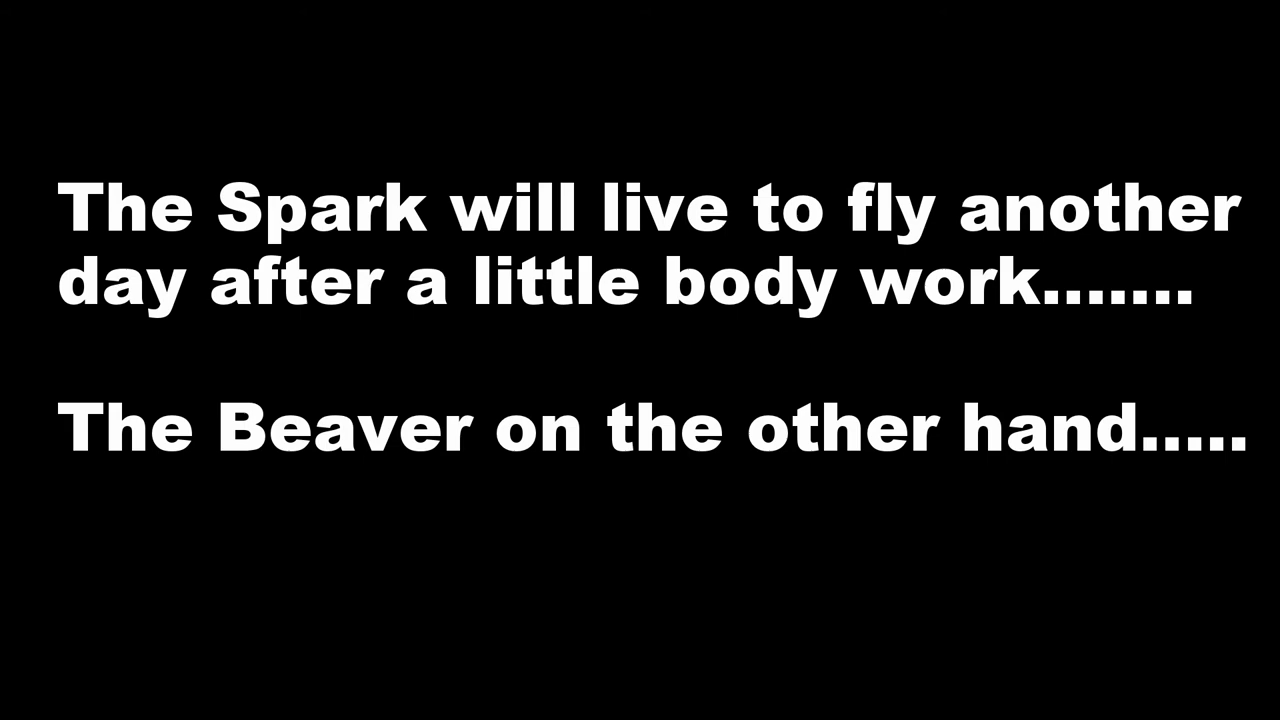 The Spark will live to fly another
day after a little body work.......
The Beaver on the other hand.....